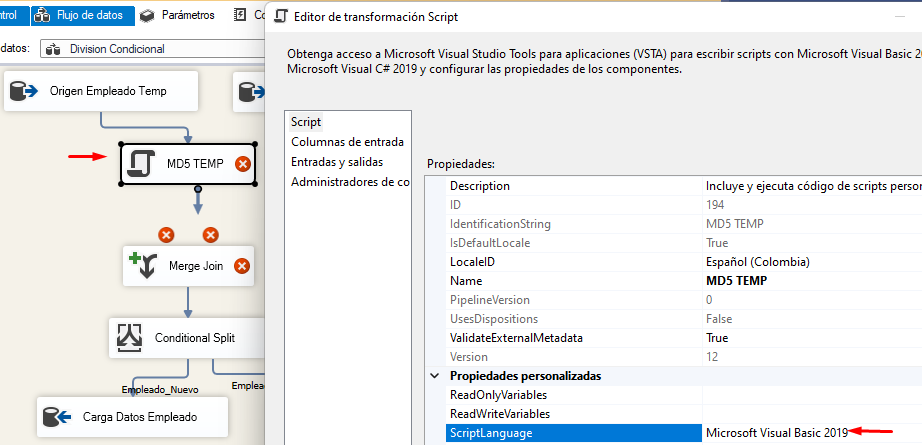 ntrol
Flujo de datos
Parámetros
Co
datos:
Division Condicional
Origen Empleado Temp
MD5 TEMP
Merge Join
Conditional Split
Empleado_Nuevo
Emplea
Carga Datos Empleado
Editor de transformación Script
Obtenga acceso a Microsoft Visual Studio Tools para aplicaciones (VSTA) para escribir scripts con Microsoft Visual Basic 20
Microsoft Visual C# 2019 y configurar las propiedades de los componentes.
Script
Columnas de entrada
Entradas y salidas
Administradores de co
Propiedades:
Description Incluye y ejecuta código de scripts person
ID 194
IdentificationString MD5 TEMP
IsDefaultLocale True
LocaleID Español (Colombia)
Name MD5 TEMP
PipelineVersion 0
UsesDispositions False
ValidateExternalMetadata True
Version 12
Propiedades personalizadas
ReadOnlyVariables
ReadWriteVariables
ScriptLanguage Microsoft Visual Basic 2019